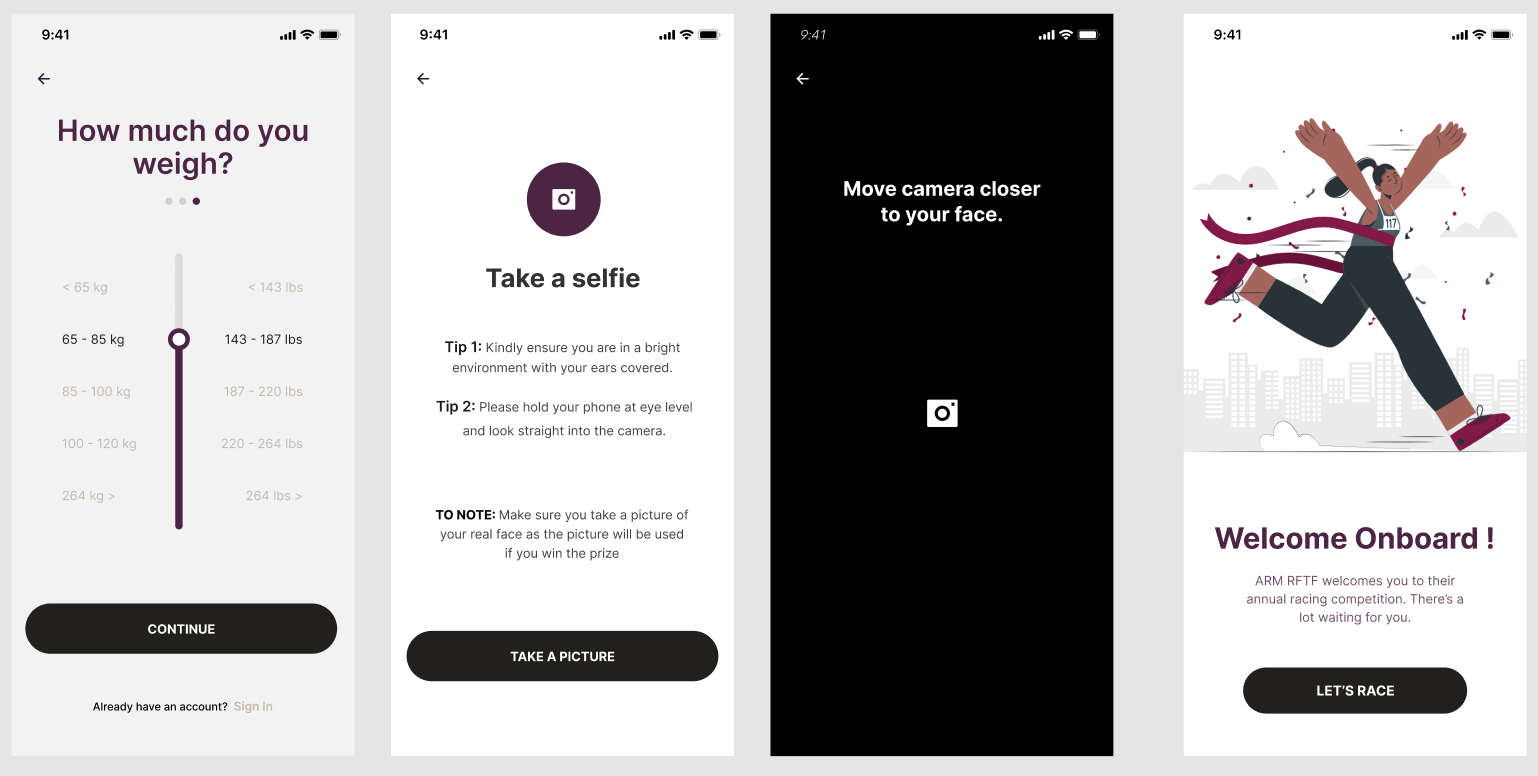 9:41
How much do you
weigh?
< 65 kg
< 143 lbs
65 - 85 kg
143 - 187 lbs
85 - 100 kg
187 - 220 lbs
100 - 120 kg
220 - 264 lbs
264 kg >
264 lbs >
CONTINUE
Already have an account? Sign In
9:41
Take a selfie
Tip 1: Kindly ensure you are in a bright
environment with your ears covered.
Tip 2: Please hold your phone at eye level
and look straight into the camera.
TO NOTE: Make sure you take a picture of
your real face as the picture will be used
if you win the prize
TAKE A PICTURE
9:41
Move camera closer
to your face.
9:41
117
Welcome Onboard !
ARM RFTF welcomes you to their
annual racing competition. There’s a
lot waiting for you.
LET’S RACE